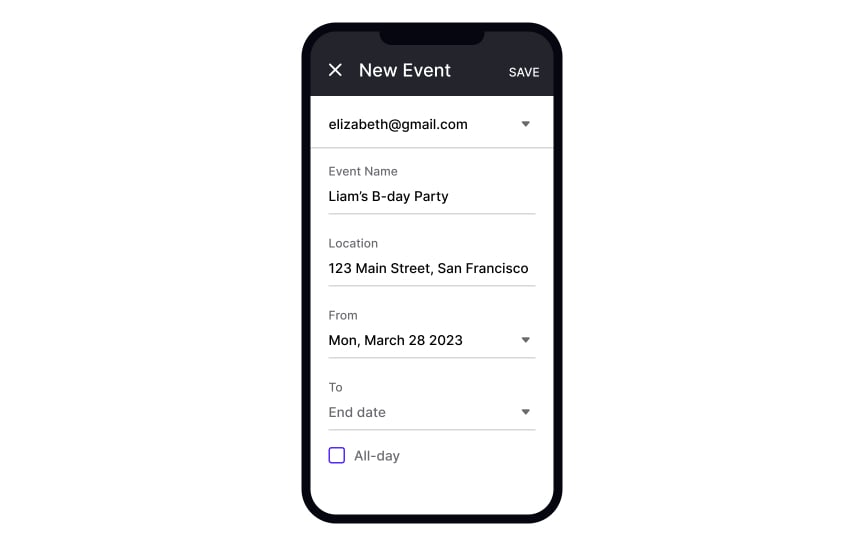 New Event
SAVE
elizabeth@gmail.com
Event Name
Liam’s B-day Party
Location
123 Main Street, San Francisco
From
Mon, March 28 2023
To
End date
All-day